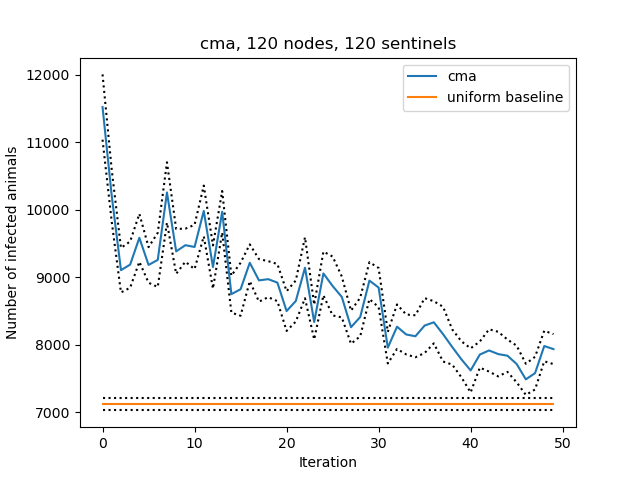 cma, 120 nodes, 120 sentinels
cma
uniform baseline
Number of infected animals
12000
11000
10000
9000
8000
7000
0 10 20 30 40 50
Iteration